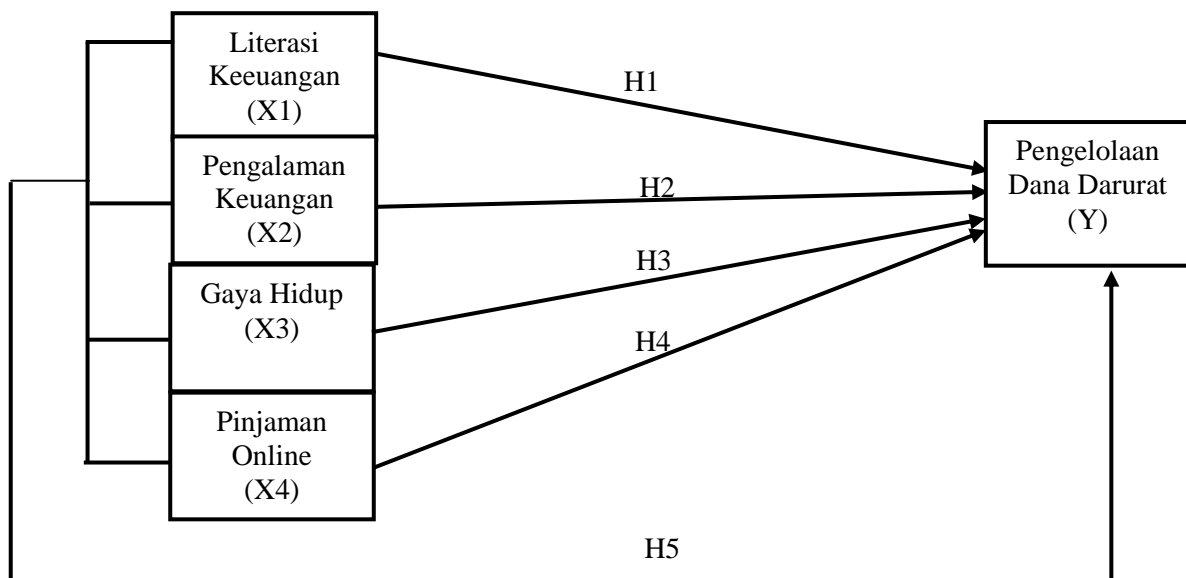 Literasi
Keeuangan
(X1)
H1
Pengalaman
Keuangan
(X2)
H2
Pengelolaan
Dana Darurat
(Y)
Gaya Hidup
(X3)
H3
H4
Pinjaman
Online
(X4)
H5